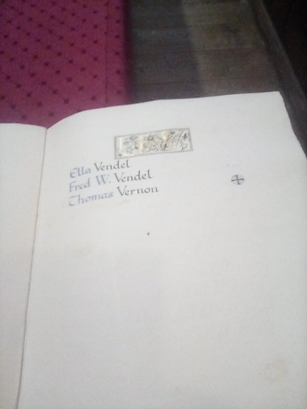 Ella Vendel
Fred W. Vendel
Thomas Vernon